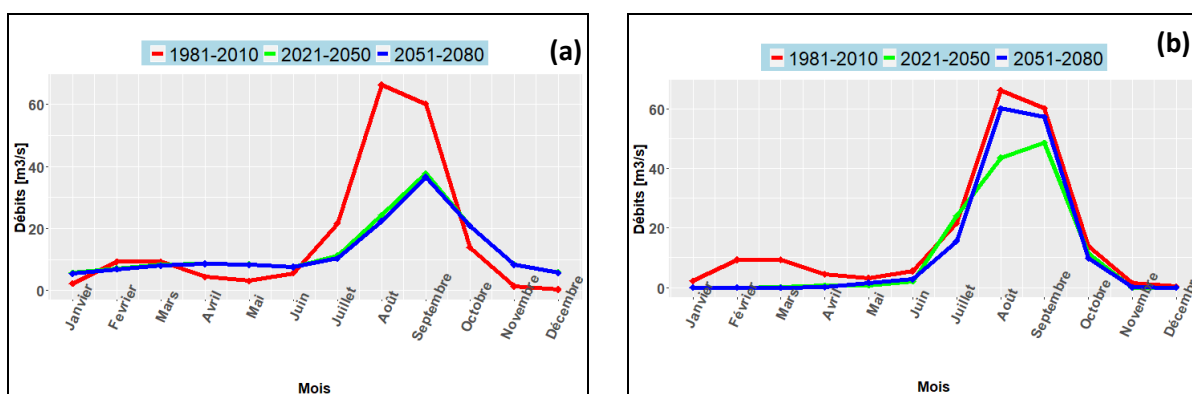 (a)
1981-2010 2021-2050 2051-2080
Débits [m3/s]
60
40
20
0
Janvier
Fevrier
Mars
Avril
Mai
Juin
Juillet
Août
Septembre
Octobre
Novembre
Décembre
Mois
(b)
1981-2010 2021-2050 2051-2080
Débits [m3/s]
60
40
20
0
Janvier
Février
Mars
Avril
Mai
Juin
Juillet
Août
Septembre
Octobre
Novembre
Décembre
Mois